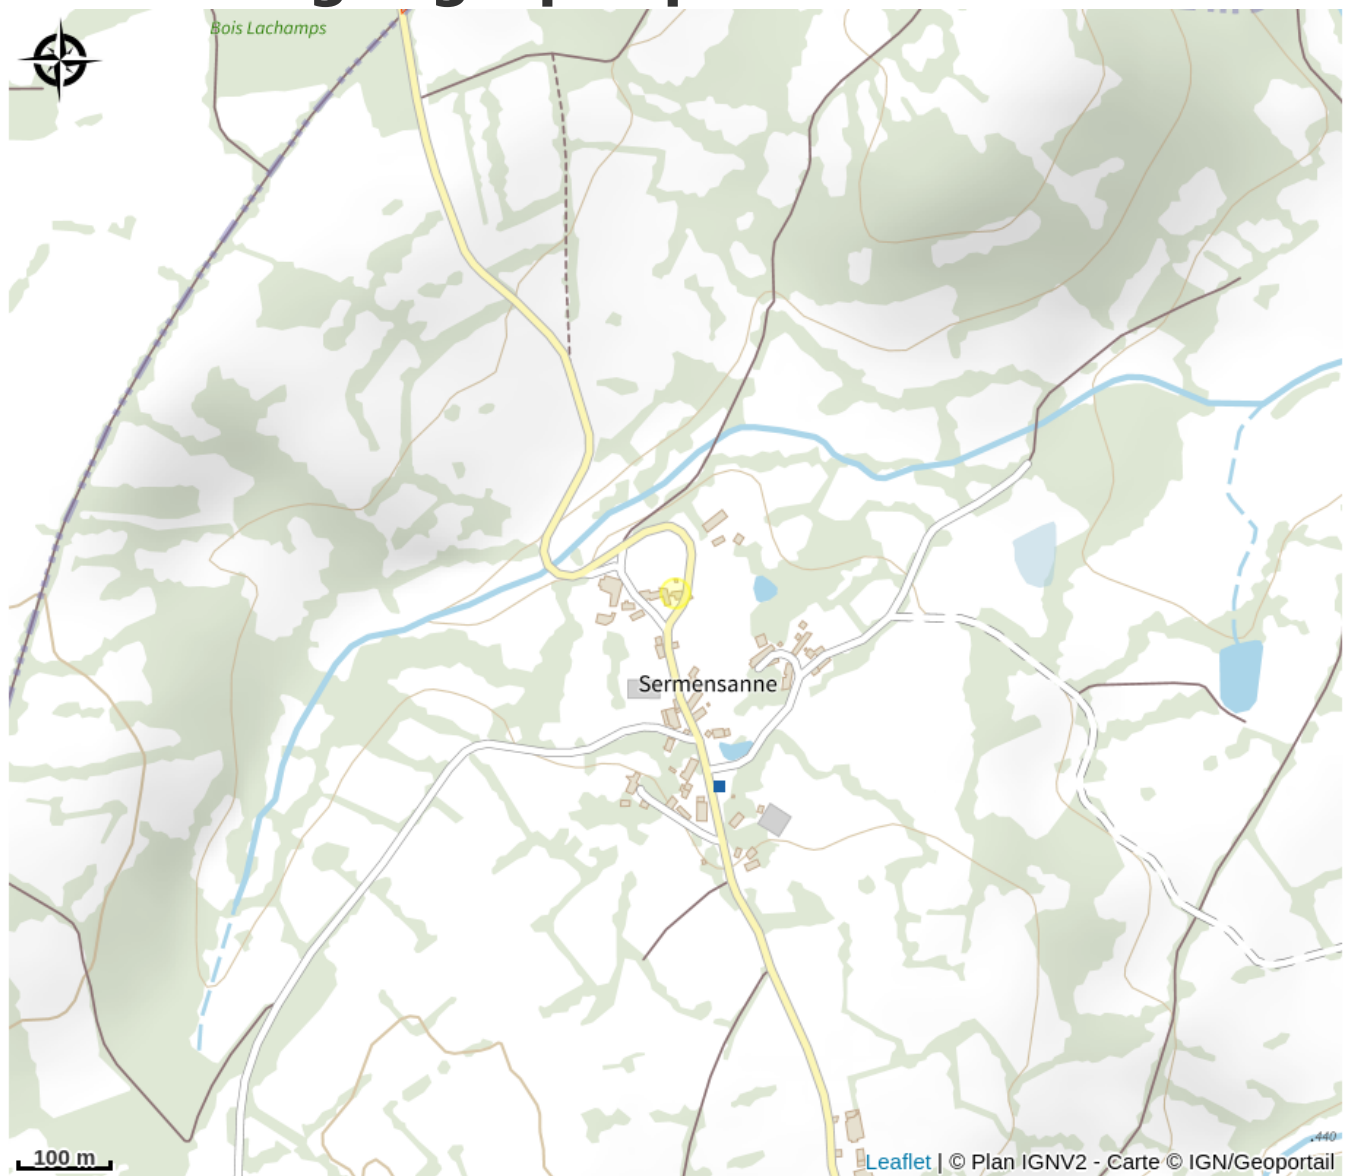 Bois Lachamps
Sermensanne
.440
100 m
Leaflet | © Plan IGNV2 - Carte © IGN/Geoportail